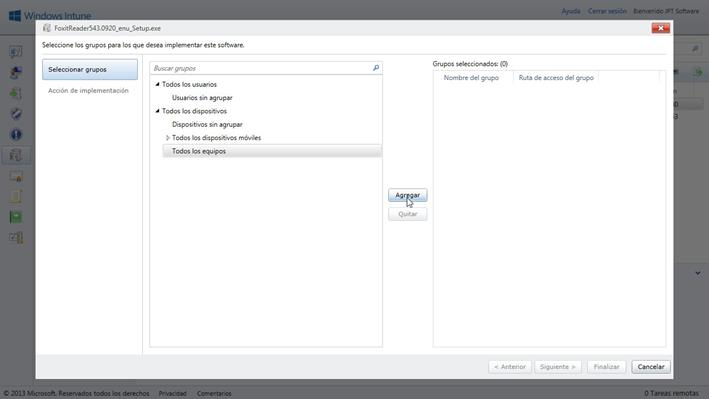 Windows Intune
Ayuda Cerrar sesión Bienvenido JPT Software
FoxitReader543.0920_enu_Setup.exe
Seleccione los grupos para los que desea implementar este software.
Seleccionar grupos
Acción de implementación
Buscar grupos
Todos los usuarios
Usuarios sin agrupar
Todos los dispositivos
Dispositivos sin agrupar
Todos los dispositivos móviles
Todos los equipos
Agregar
Quitar
Grupos seleccionados: (0)
Nombre del grupo Ruta de acceso del grupo
< Anterior Siguiente > Finalizar Cancelar
© 2013 Microsoft. Reservados todos los derechos Privacidad Comentarios 0 Tareas remotas